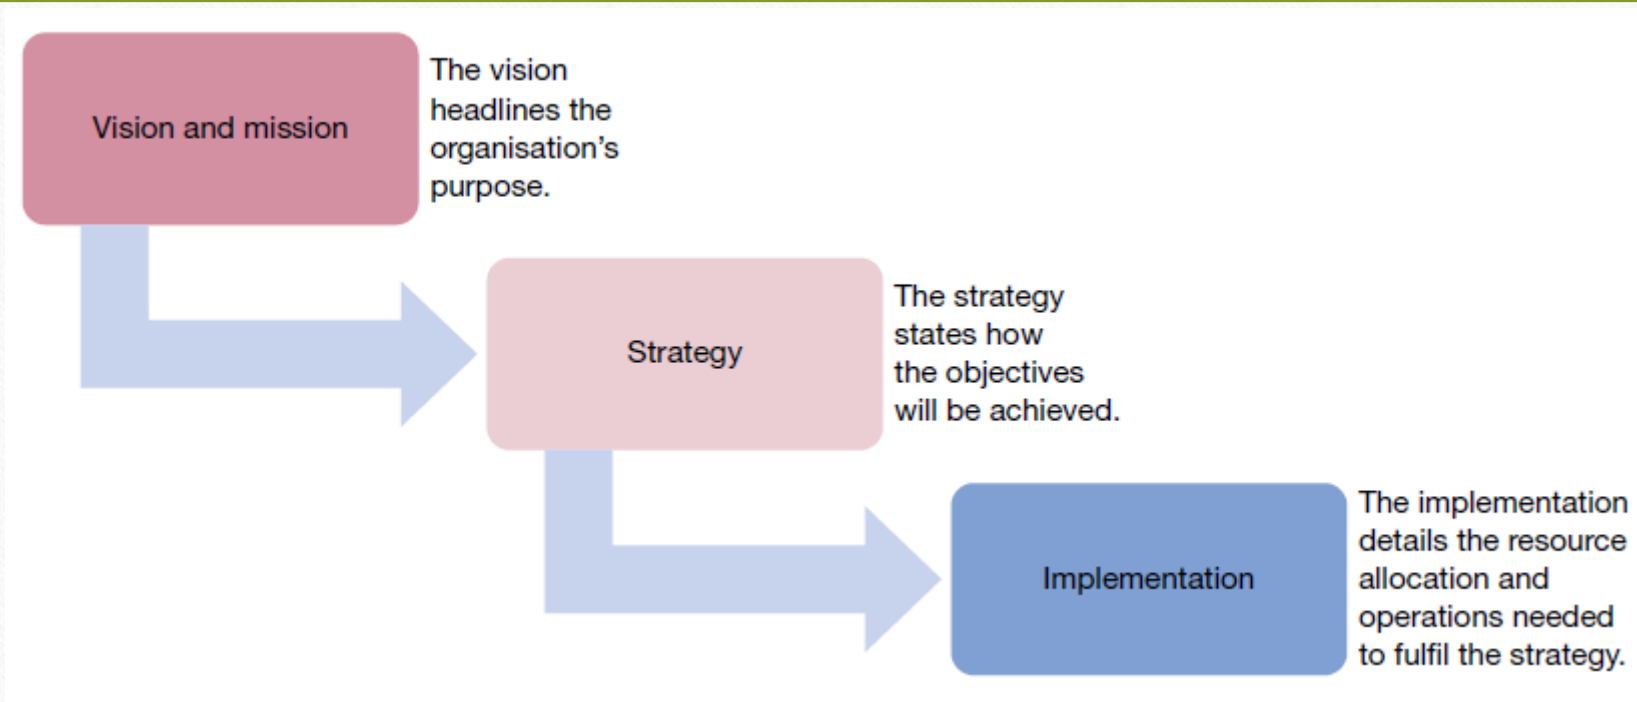 Vision and mission
The vision
headlines the
organisation’s
purpose.
Strategy
The strategy
states how
the objectives
will be achieved.
Implementation
The implementation
details the resource
allocation and
operations needed
to fulfil the strategy.